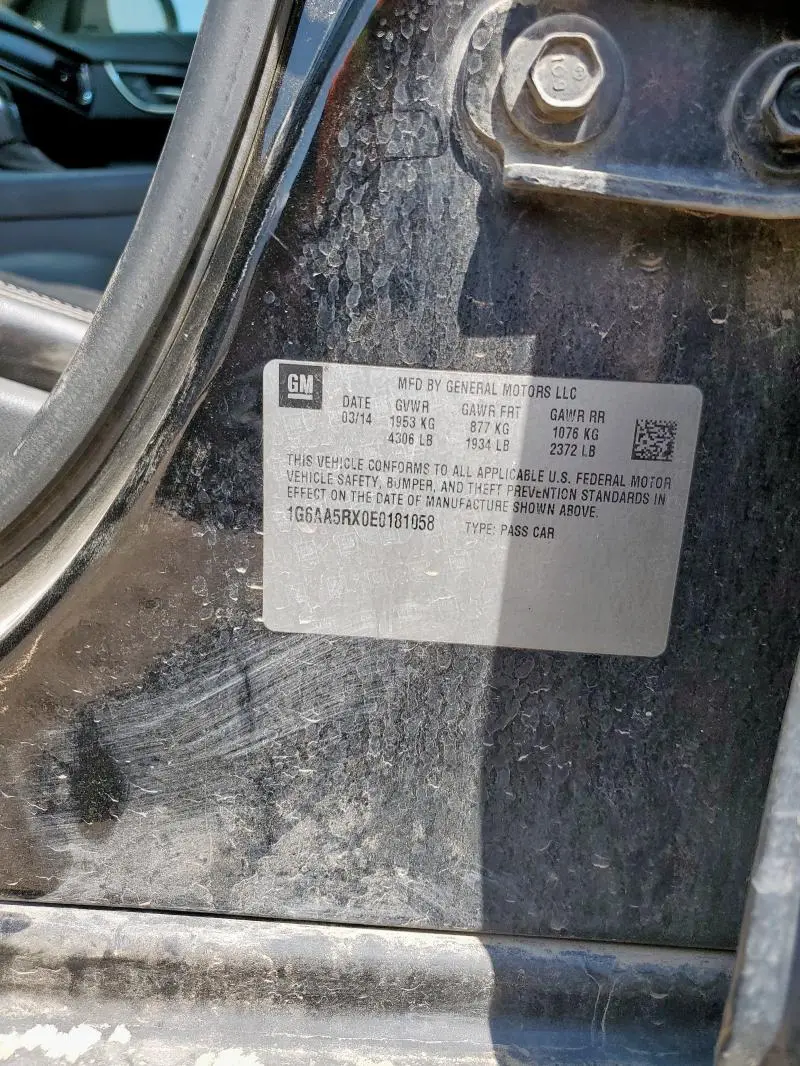 GM
MFD BY GENERAL MOTORS LLC
DATE GVWR GAWR FRT GAWR RR
03/14 1953 KG 877 KG 1076 KG
4306 LB 1934 LB 2372 LB
THIS VEHICLE CONFORMS TO ALL APPLICABLE U.S. FEDERAL MOTOR
VEHICLE SAFETY, BUMPER, AND THEFT PREVENTION STANDARDS IN
EFFECT ON THE DATE OF MANUFACTURE SHOWN ABOVE.
1G6AA5RX0E0181058 TYPE: PASS CAR